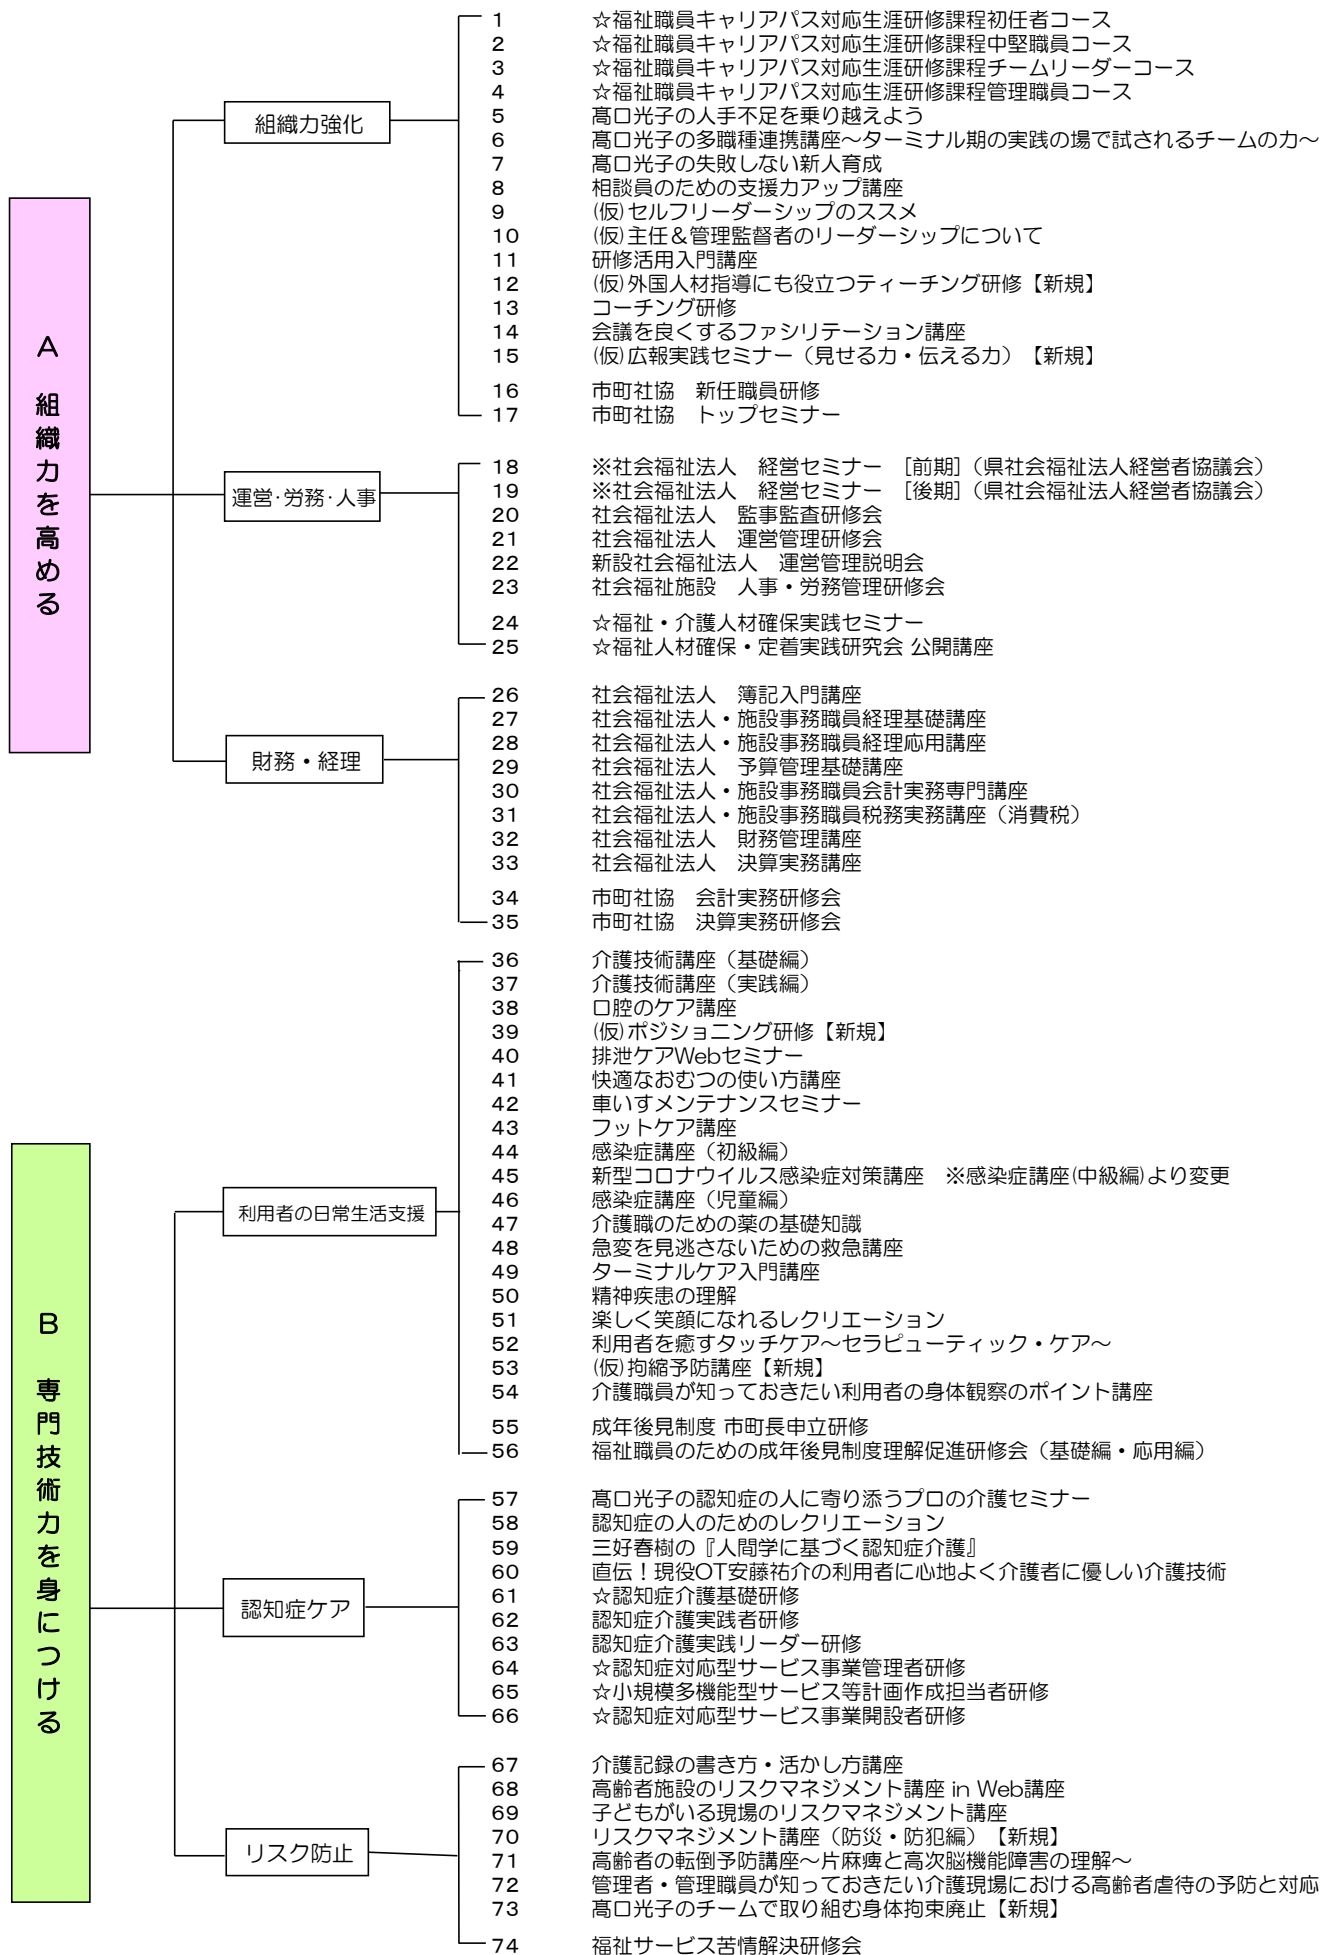 A 組織力を高める
組織力強化
1 ☆福祉職員キャリアパス対応生涯研修課程初任者コース
2 ☆福祉職員キャリアパス対応生涯研修課程中堅職員コース
3 ☆福祉職員キャリアパス対応生涯研修課程チームリーダーコース
4 ☆福祉職員キャリアパス対応生涯研修課程管理職員コース
5 髙口光子の人手不足を乗り越えよう
6 髙口光子の多職種連携講座～ターミナル期の実践の場で試されるチームの力～
7 髙口光子の失敗しない新人育成
8 相談員のための支援力アップ講座
9 (仮)セルフリーダーシップのススメ
10 (仮)主任＆管理監督者のリーダーシップについて
11 研修活用入門講座
12 (仮)外国人材指導にも役立つティーチング研修【新規】
13 コーチング研修
14 会議を良くするファシリテーション講座
15 (仮)広報実践セミナー（見せる力・伝える力）【新規】
16 市町社協　新任職員研修
17 市町社協　トップセミナー
運営・労務・人事
18 ※社会福祉法人　経営セミナー　[前期]（県社会福祉法人経営者協議会）
19 ※社会福祉法人　経営セミナー　[後期]（県社会福祉法人経営者協議会）
20 社会福祉法人　監事監査研修会
21 社会福祉法人　運営管理研修会
22 新設社会福祉法人　運営管理説明会
23 社会福祉施設　人事・労務管理研修会
24 ☆福祉・介護人材確保実践セミナー
25 ☆福祉人材確保・定着実践研究会 公開講座
財務・経理
26 社会福祉法人　簿記入門講座
27 社会福祉法人・施設事務職員経理基礎講座
28 社会福祉法人・施設事務職員経理応用講座
29 社会福祉法人　予算管理基礎講座
30 社会福祉法人・施設事務職員会計実務専門講座
31 社会福祉法人・施設事務職員税務実務講座（消費税）
32 社会福祉法人　財務管理講座
33 社会福祉法人　決算実務講座
34 市町社協　会計実務研修会
35 市町社協　決算実務研修会
B 専門技術力を身につける
利用者の日常生活支援
36 介護技術講座（基礎編）
37 介護技術講座（実践編）
38 口腔のケア講座
39 (仮)ポジショニング研修【新規】
40 排泄ケアWebセミナー
41 快適なおむつの使い方講座
42 車いすメンテナンスセミナー
43 フットケア講座
44 感染症講座（初級編）
45 新型コロナウイルス感染症対策講座　※感染症講座(中級編)より変更
46 感染症講座（児童編）
47 介護職のための薬の基礎知識
48 急変を見逃さないための救急講座
49 ターミナルケア入門講座
50 精神疾患の理解
51 楽しく笑顔になれるレクリエーション
52 利用者を癒すタッチケア～セラピューティック・ケア～
53 (仮)拘縮予防講座【新規】
54 介護職員が知っておきたい利用者の身体観察のポイント講座
55 成年後見制度 市町長申立研修
56 福祉職員のための成年後見制度理解促進研修会（基礎編・応用編）
認知症ケア
57 髙口光子の認知症の人に寄り添うプロの介護セミナー
58 認知症の人のためのレクリエーション
59 三好春樹の『人間学に基づく認知症介護』
60 直伝！現役OT安藤祐介の利用者に心地よく介護者に優しい介護技術
61 ☆認知症介護基礎研修
62 認知症介護実践者研修
63 認知症介護実践リーダー研修
64 ☆認知症対応型サービス事業管理者研修
65 ☆小規模多機能型サービス等計画作成担当者研修
66 ☆認知症対応型サービス事業開設者研修
リスク防止
67 介護記録の書き方・活かし方講座
68 高齢者施設のリスクマネジメント講座 in Web講座
69 子どもがいる現場のリスクマネジメント講座
70 リスクマネジメント講座（防災・防犯編）【新規】
71 高齢者の転倒予防講座～片麻痺と高次脳機能障害の理解～
72 管理者・管理職員が知っておきたい介護現場における高齢者虐待の予防と対応
73 髙口光子のチームで取り組む身体拘束廃止【新規】
74 福祉サービス苦情解決研修会